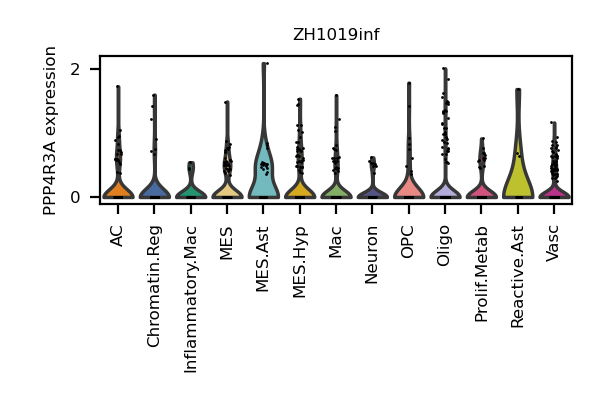 ZH1019inf
PPP4R3A expression
2
0
AC
Chromatin.Reg
Inflammatory.Mac
MES
MES.Ast
MES.Hyp
Mac
Neuron
OPC
Oligo
Prolif.Metab
Reactive.Ast
Vasc